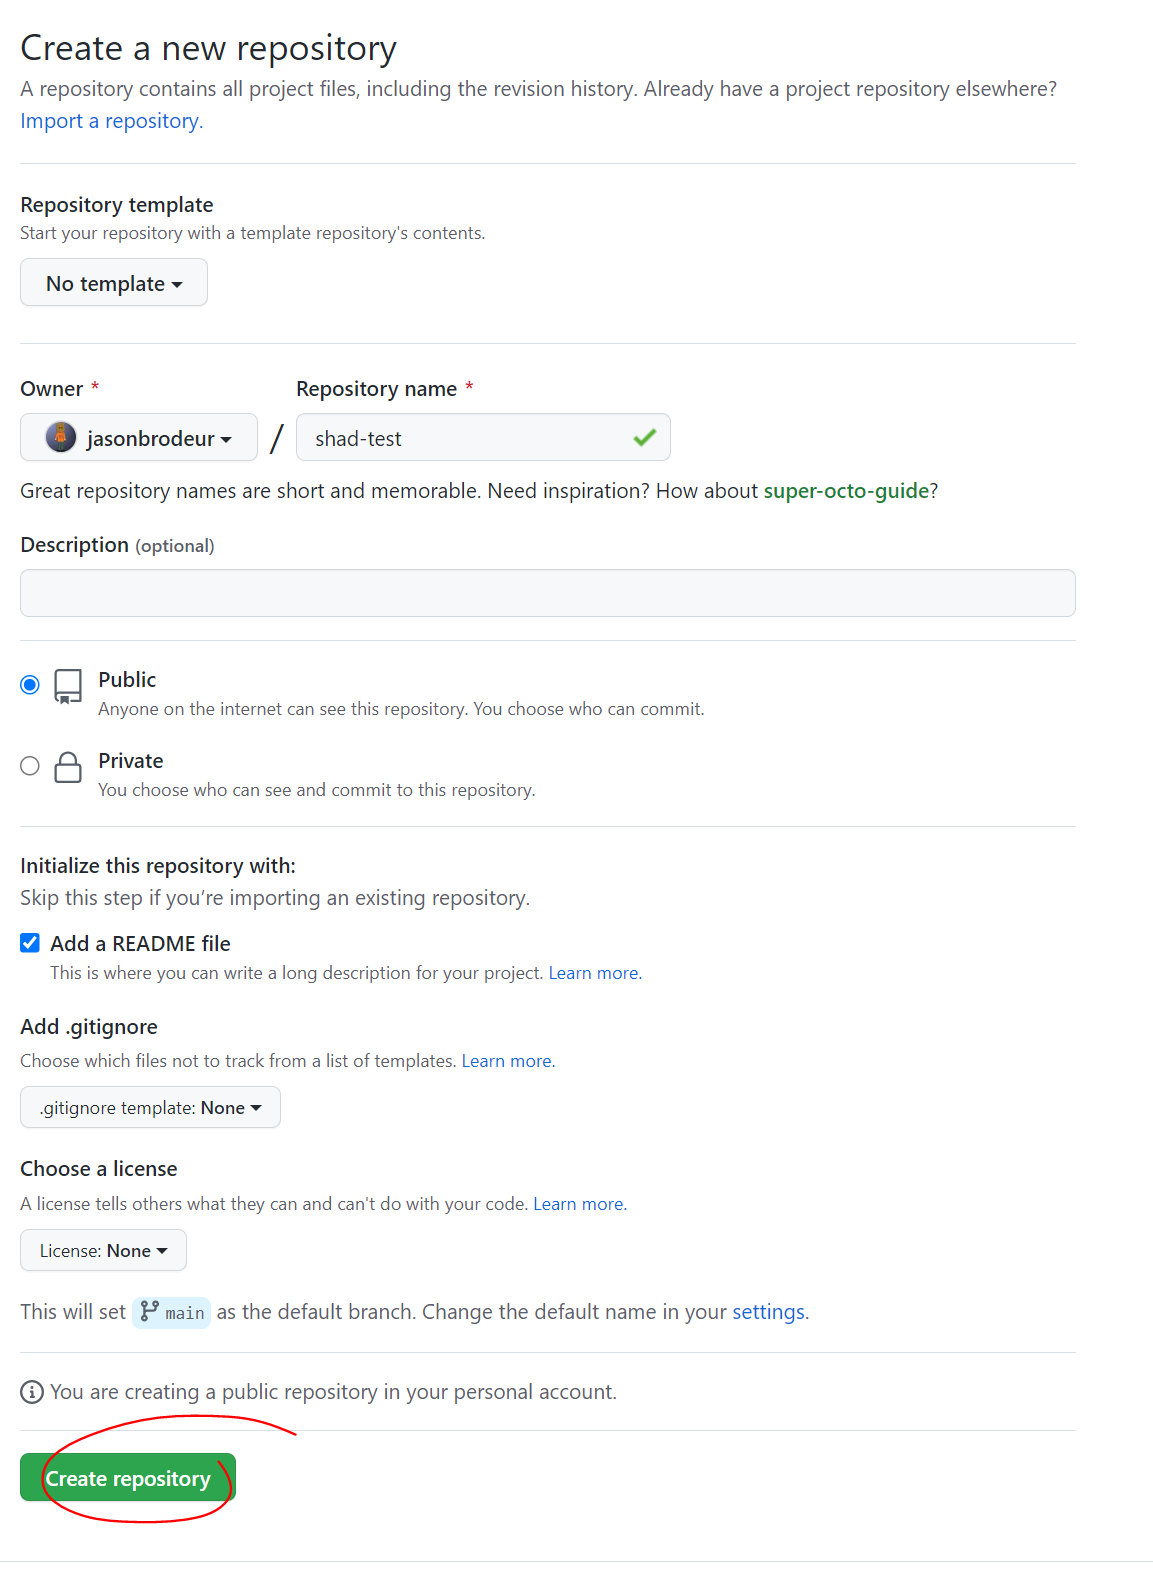 Create a new repository
A repository contains all project files, including the revision history. Already have a project repository elsewhere?
Import a repository.
Repository template
Start your repository with a template repository's contents.
No template
Owner *
Repository name *
jasonbrodeur / shad-test
Great repository names are short and memorable. Need inspiration? How about super-octo-guide?
Description (optional)
Public
Anyone on the internet can see this repository. You choose who can commit.
Private
You choose who can see and commit to this repository.
Initialize this repository with:
Skip this step if you’re importing an existing repository.
Add a README file
This is where you can write a long description for your project. Learn more.
Add .gitignore
Choose which files not to track from a list of templates. Learn more.
.gitignore template: None
Choose a license
A license tells others what they can and can't do with your code. Learn more.
License: None
This will set main as the default branch. Change the default name in your settings.
You are creating a public repository in your personal account.
Create repository